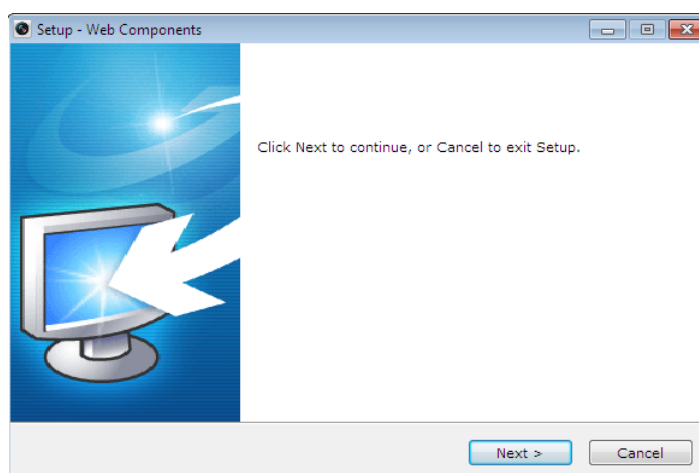 Setup - Web Components
Click Next to continue, or Cancel to exit Setup.
Next >
Cancel